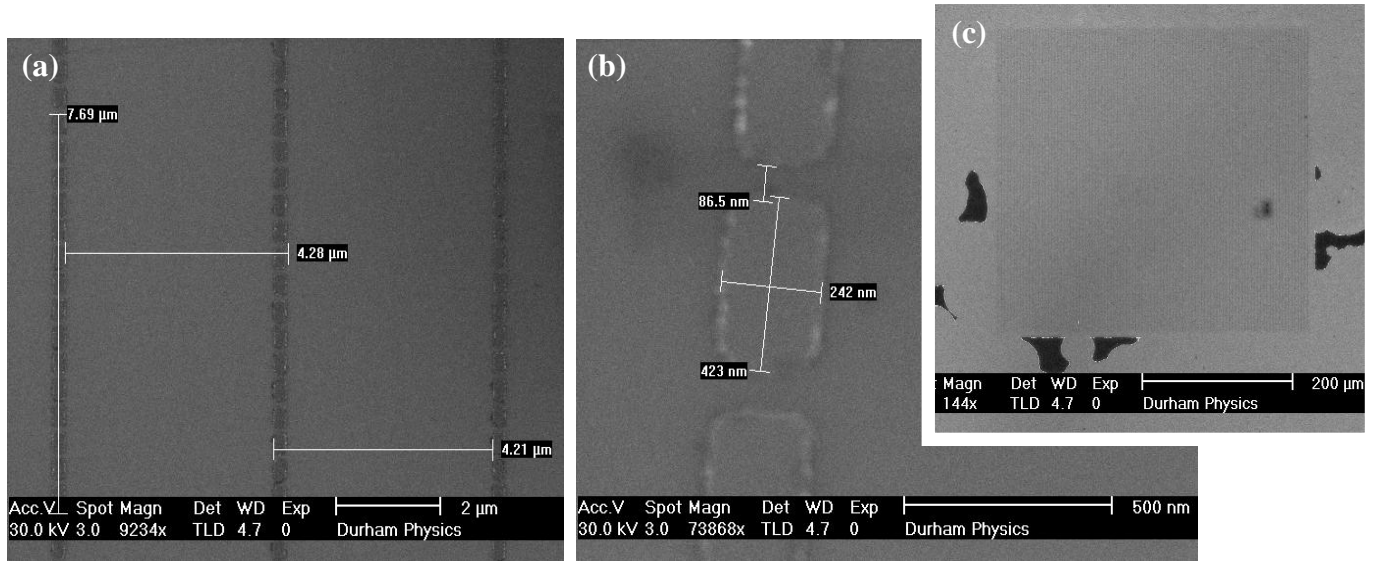 (a)
7.69 µm
4.28 µm
4.21 µm
Acc.V Spot Magn Det WD Exp 2 µm
30.0 kV 3.0 9234x TLD 4.7 0 Durham Physics
(b)
86.5 nm
242 nm
423 nm
Acc.V Spot Magn Det WD Exp 500 nm
30.0 kV 3.0 73868x TLD 4.7 0 Durham Physics
(c)
Magn Det WD Exp 200 µm
144x TLD 4.7 0 Durham Physics